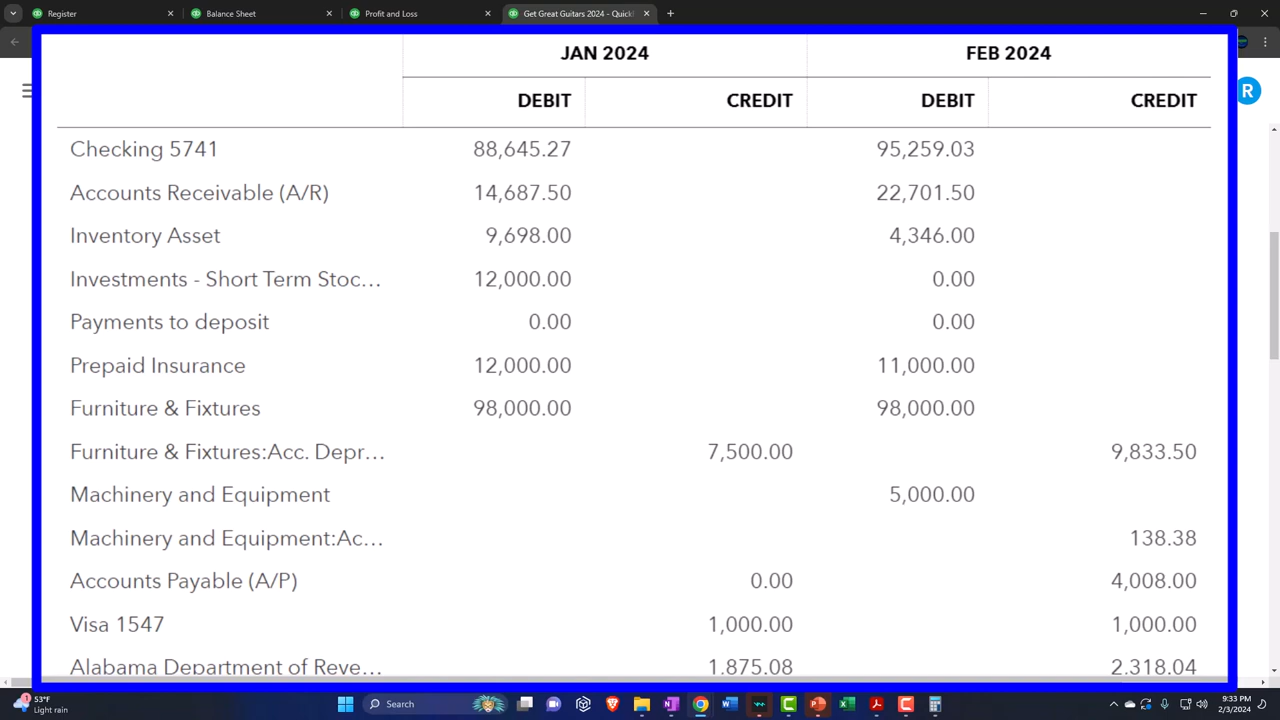 Register
Balance Sheet
Profit and Loss
Get Great Guitars 2024 - Quick
JAN 2024 FEB 2024
DEBIT CREDIT DEBIT CREDIT
Checking 5741 88,645.27 95,259.03
Accounts Receivable (A/R) 14,687.50 22,701.50
Inventory Asset 9,698.00 4,346.00
Investments - Short Term Stoc… 12,000.00 0.00
Payments to deposit 0.00 0.00
Prepaid Insurance 12,000.00 11,000.00
Furniture & Fixtures 98,000.00 98,000.00
Furniture & Fixtures:Acc. Depr… 7,500.00 9,833.50
Machinery and Equipment 5,000.00
Machinery and Equipment:Ac… 138.38
Accounts Payable (A/P) 0.00 4,008.00
Visa 1547 1,000.00 1,000.00
Alabama Department of Reve… 1,875.08 2,318.04
R
1
53°F
Light rain
Search
9:33 PM
2/3/2024